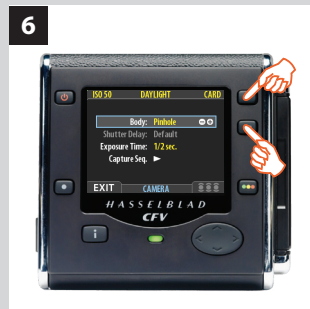 6
ISO 50 DAYLIGHT CARD
Body: Pinhole
Shutter Delay: Default
Exposure Time: 1/2 sec.
Capture Seq.
EXIT CAMERA
HASSELBLAD
CFV
i